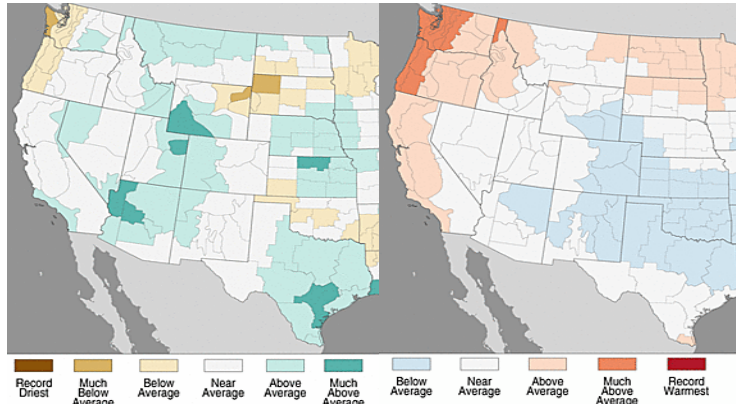 Record Driest
Much Below Average
Below Average
Near Average
Above Average
Much Above Average
Below Average
Near Average
Above Average
Much Above Average
Record Warmest